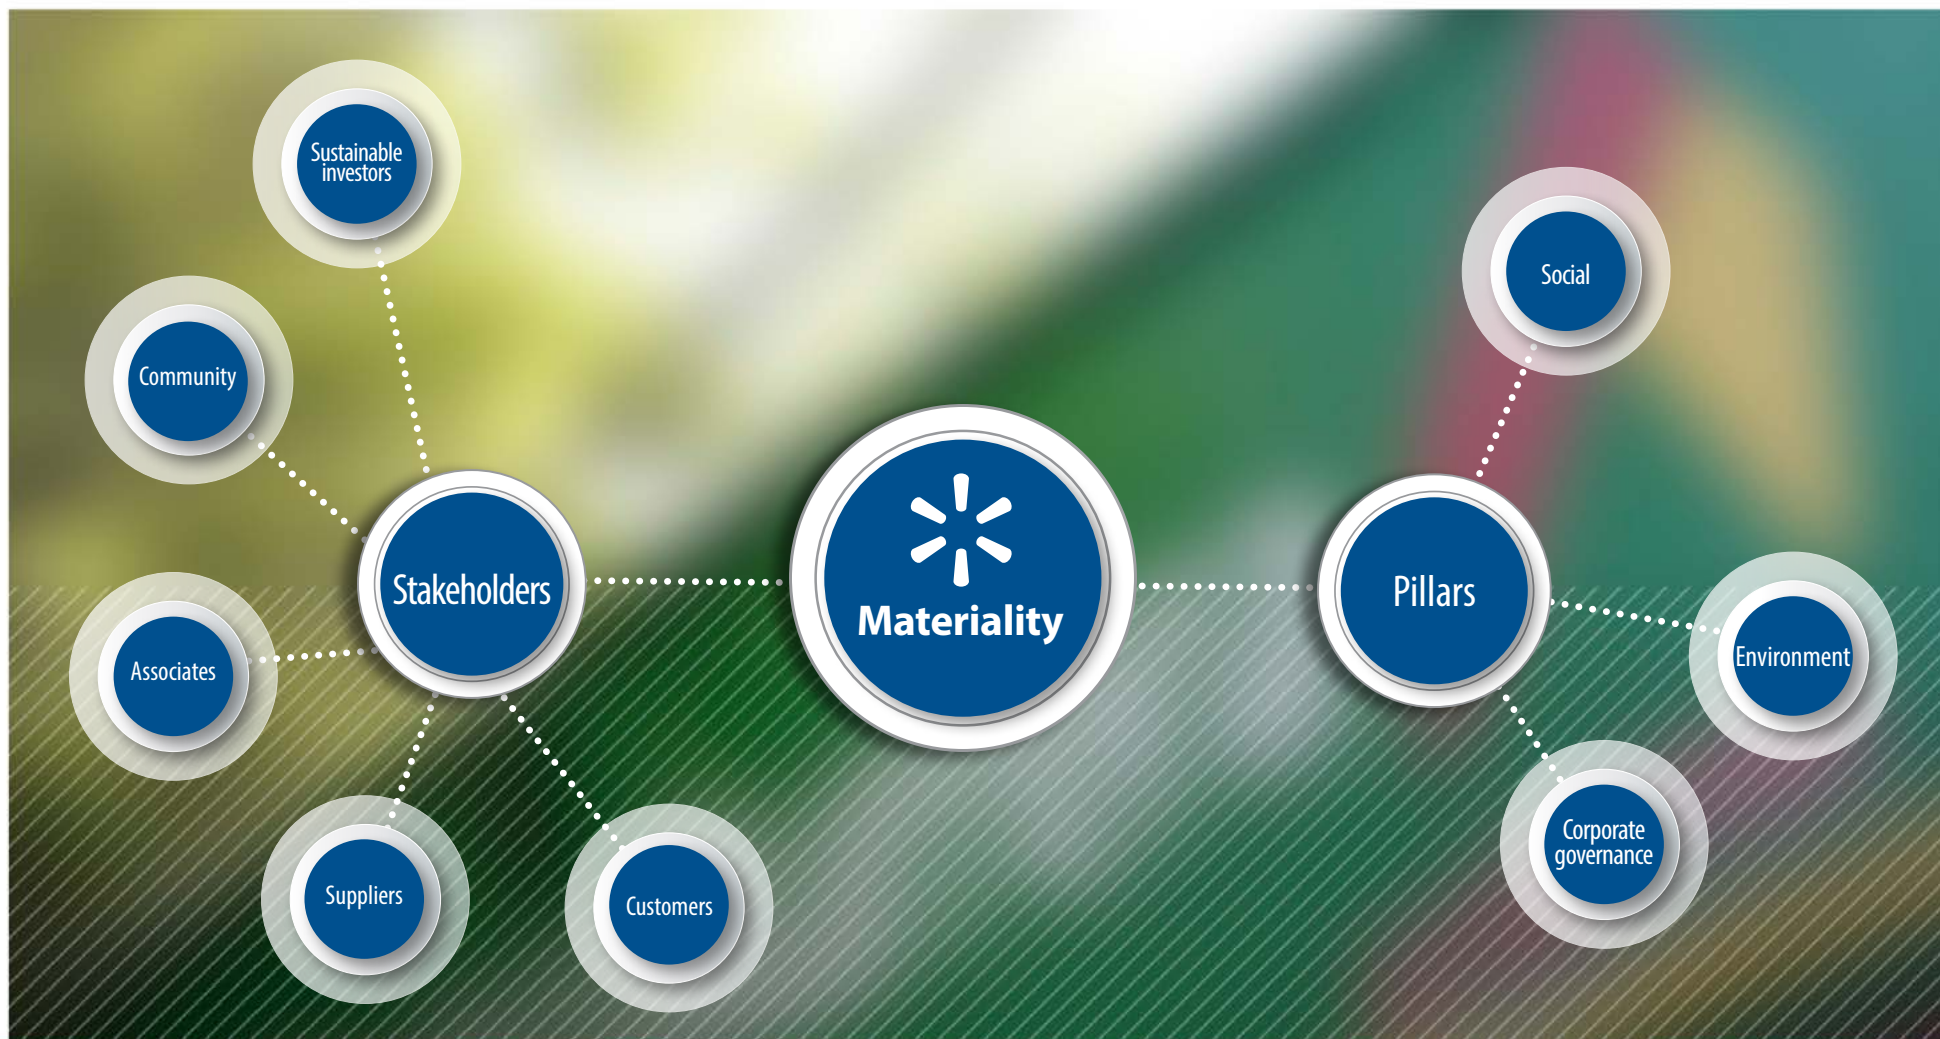 Sustainable
investors
Community
Associates
Suppliers
Customers
Stakeholders
Materiality
Pillars
Social
Environment
Corporate
governance